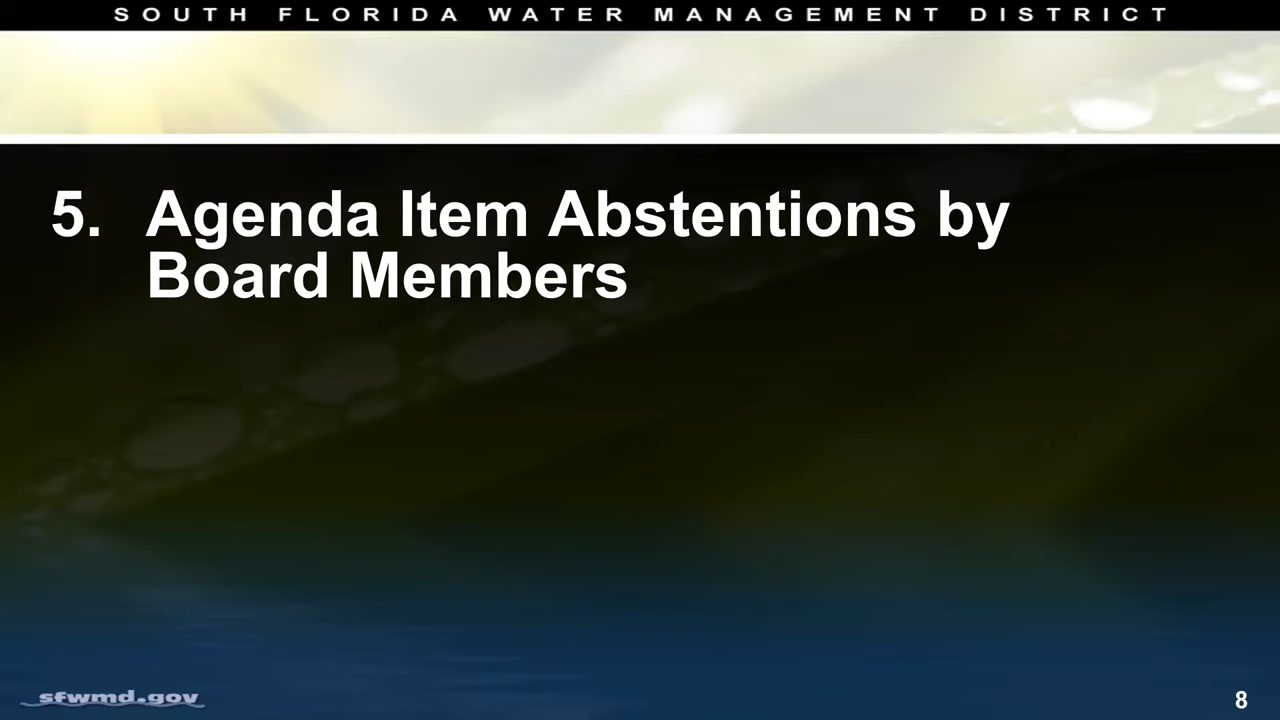 SOUTH FLORIDA WATER MANAGEMENT DISTRICT
5. Agenda Item Abstentions by
Board Members
sfwmd.gov
8